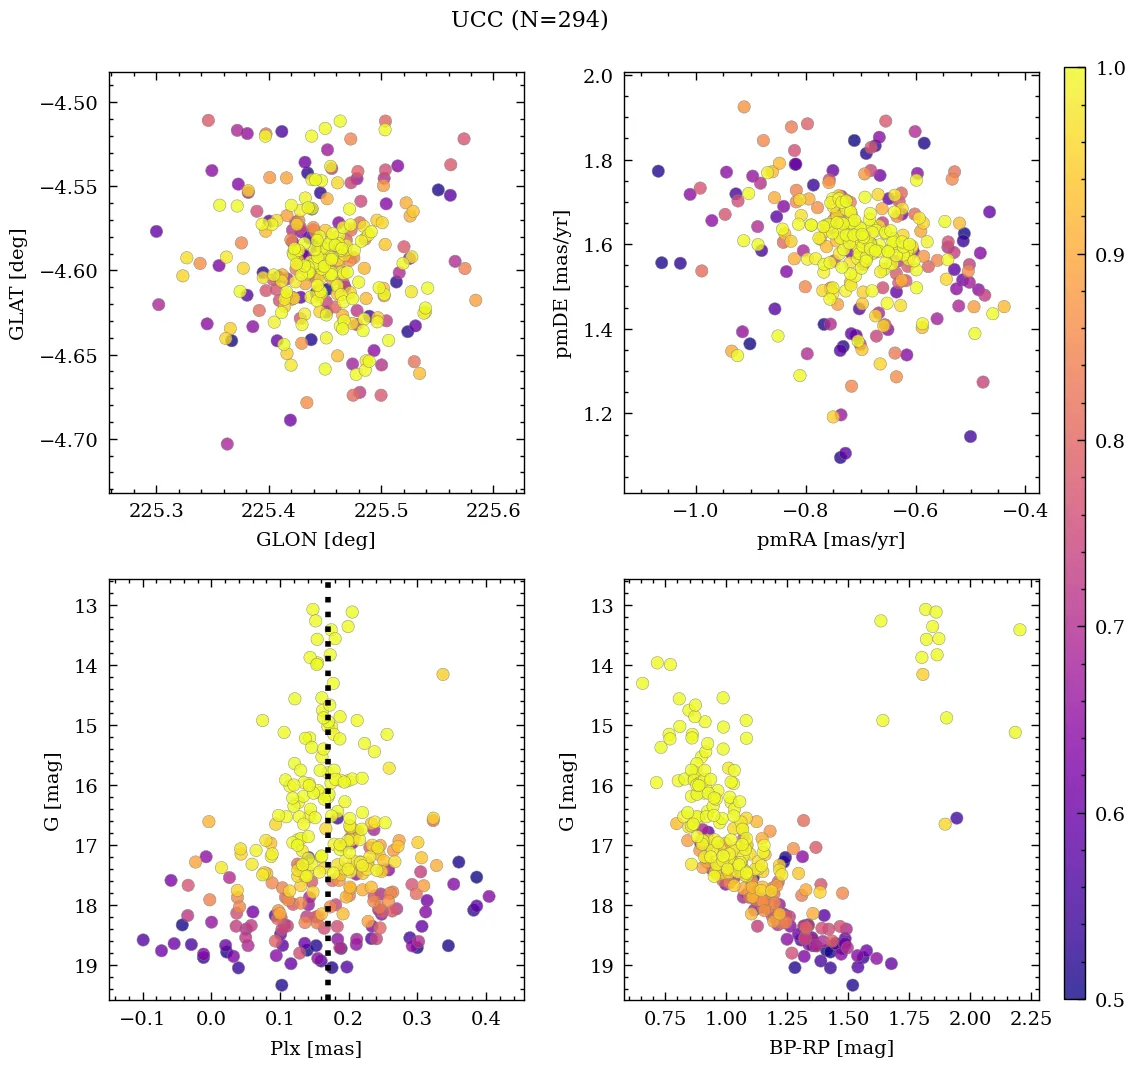 UCC (N=294)
−4.50
−4.55
−4.60
−4.65
−4.70
GLAT [deg]
225.3 225.4 225.5 225.6
GLON [deg]
2.0
1.8
1.6
1.4
1.2
pmDE [mas/yr]
−1.0 −0.8 −0.6 −0.4
pmRA [mas/yr]
1.0
0.9
0.8
0.7
0.6
0.5
13
14
15
16
17
18
19
G [mag]
−0.1 0.0 0.1 0.2 0.3 0.4
Plx [mas]
13
14
15
16
17
18
19
G [mag]
0.75 1.00 1.25 1.50 1.75 2.00 2.25
BP-RP [mag]